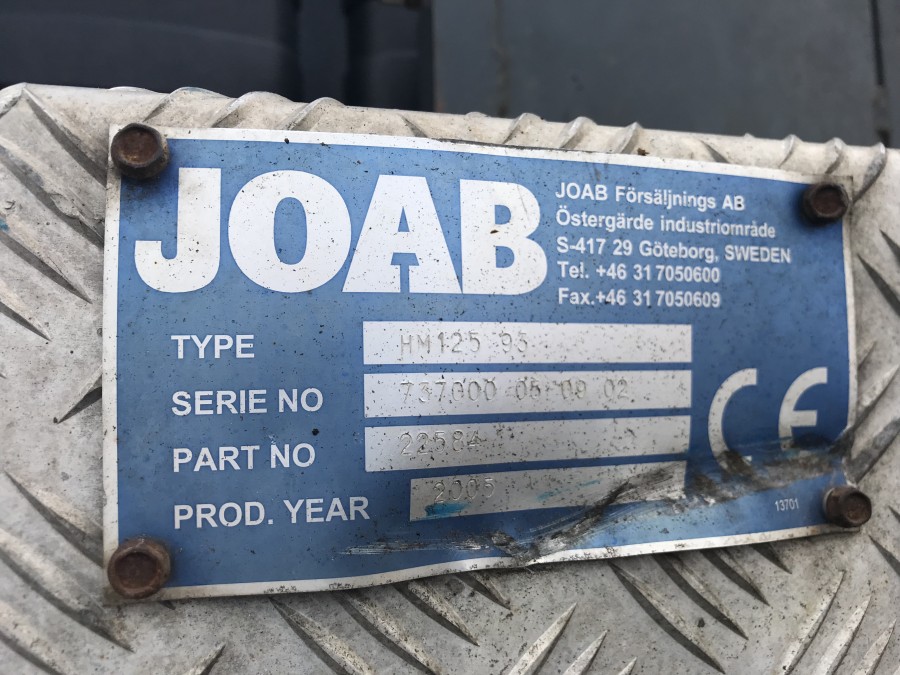 JOAB
JOAB Försäljnings AB
Östergärde industriområde
S-417 29 Göteborg, SWEDEN
Tel. +46 31 7050600
Fax.+46 31 7050609
TYPE HM125 95
SERIE NO 737000 05 09 02
PART NO 22584
PROD. YEAR 2005
CE
13701